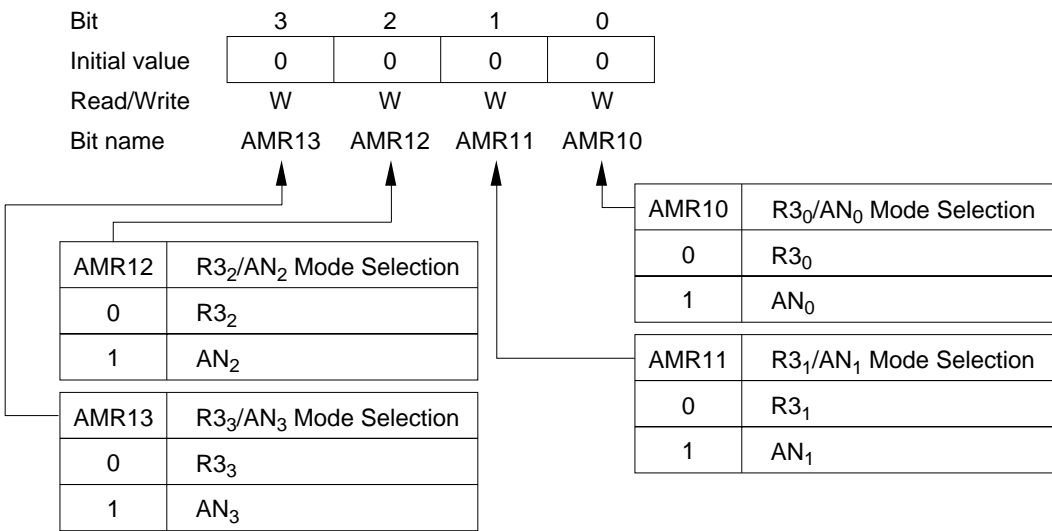 Bit 3 2 1 0
Initial value 0 0 0 0
Read/Write W W W W
Bit name AMR13 AMR12 AMR11 AMR10
AMR10 R3₀/AN₀ Mode Selection
0 R3₀
1 AN₀
AMR12 R3₂/AN₂ Mode Selection
0 R3₂
1 AN₂
AMR11 R3₁/AN₁ Mode Selection
0 R3₁
1 AN₁
AMR13 R3₃/AN₃ Mode Selection
0 R3₃
1 AN₃